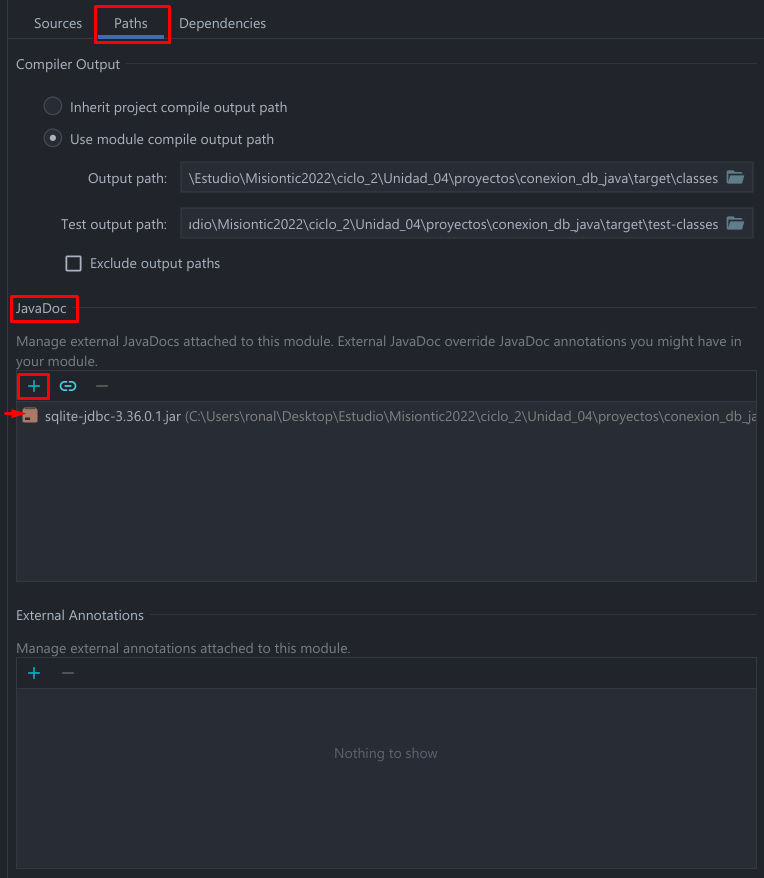 Sources Paths Dependencies
Compiler Output
Inherit project compile output path
Use module compile output path
Output path: \Estudio\Misiontic2022\ciclo_2\Unidad_04\proyectos\conexion_db_java\target\classes
Test output path: ıdio\Misiontic2022\ciclo_2\Unidad_04\proyectos\conexion_db_java\target\test-classes
Exclude output paths
JavaDoc
Manage external JavaDocs attached to this module. External JavaDoc override JavaDoc annotations you might have in
your module.
sqlite-jdbc-3.36.0.1.jar (C:\Users\ronal\Desktop\Estudio\Misiontic2022\ciclo_2\Unidad_04\proyectos\conexion_db_ja
External Annotations
Manage external annotations attached to this module.
Nothing to show